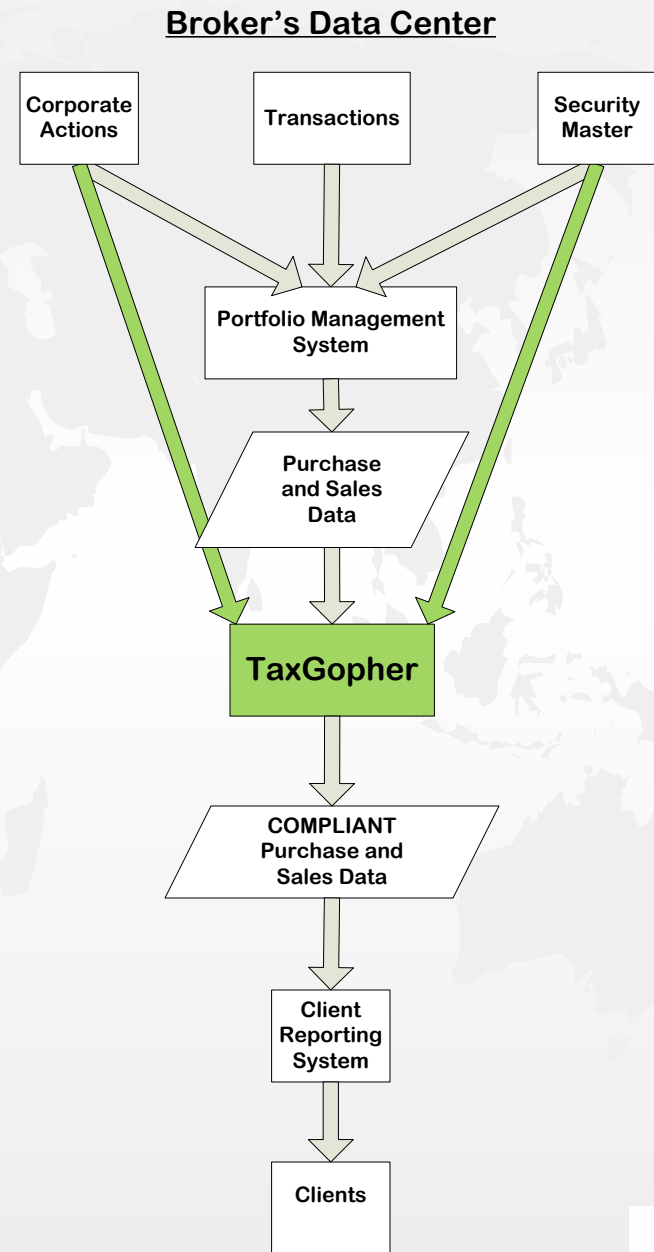 Broker's Data Center
Corporate
Actions
Transactions
Security
Master
Portfolio Management
System
Purchase
and Sales
Data
TaxGopher
COMPLIANT
Purchase and
Sales Data
Client
Reporting
System
Clients